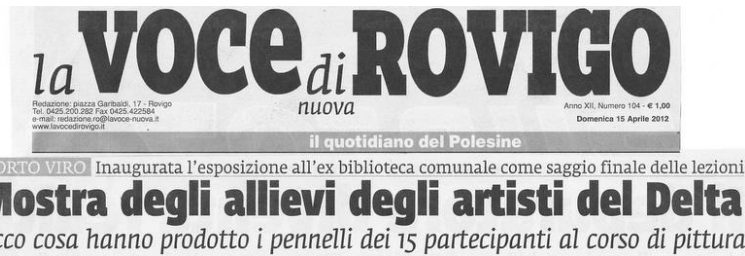 la VOCE di ROVIGO
nuova
Redazione: piazza Garibaldi, 17 - Rovigo
Tel. 0425.200.282 Fax 0425.422584
e-mail: redazione.ro@lavoce-nuova.it
www.lavocedirovigo.it
Anno XII, Numero 104 - € 1,00
Domenica 15 Aprile 2012
il quotidiano del Polesine
ORTO VIRO Inaugurata l'esposizione all'ex biblioteca comunale come saggio finale delle lezioni
Mostra degli allievi degli artisti del Delta
cco cosa hanno prodotto i pennelli dei 15 partecipanti al corso di pittura